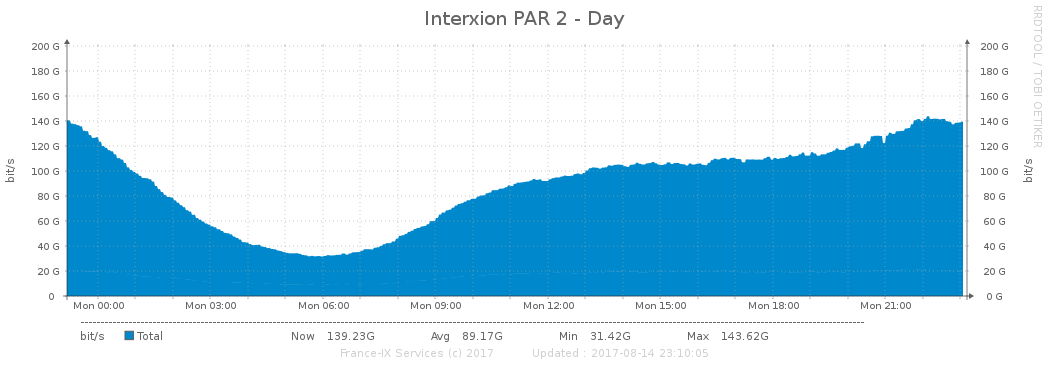 Interxion PAR 2 - Day
RRDTOOL / TOBI OETIKER
200 G 200 G
180 G 180 G
160 G 160 G
140 G 140 G
120 G 120 G
100 G 100 G
80 G 80 G
60 G 60 G
40 G 40 G
20 G 20 G
0 0 G
bit/s bit/s
Mon 00:00 Mon 03:00 Mon 06:00 Mon 09:00 Mon 12:00 Mon 15:00 Mon 18:00 Mon 21:00
bit/s Total Now 139.23G Avg 89.17G Min 31.42G Max 143.62G
France-IX Services (c) 2017 Updated : 2017-08-14 23:10:05